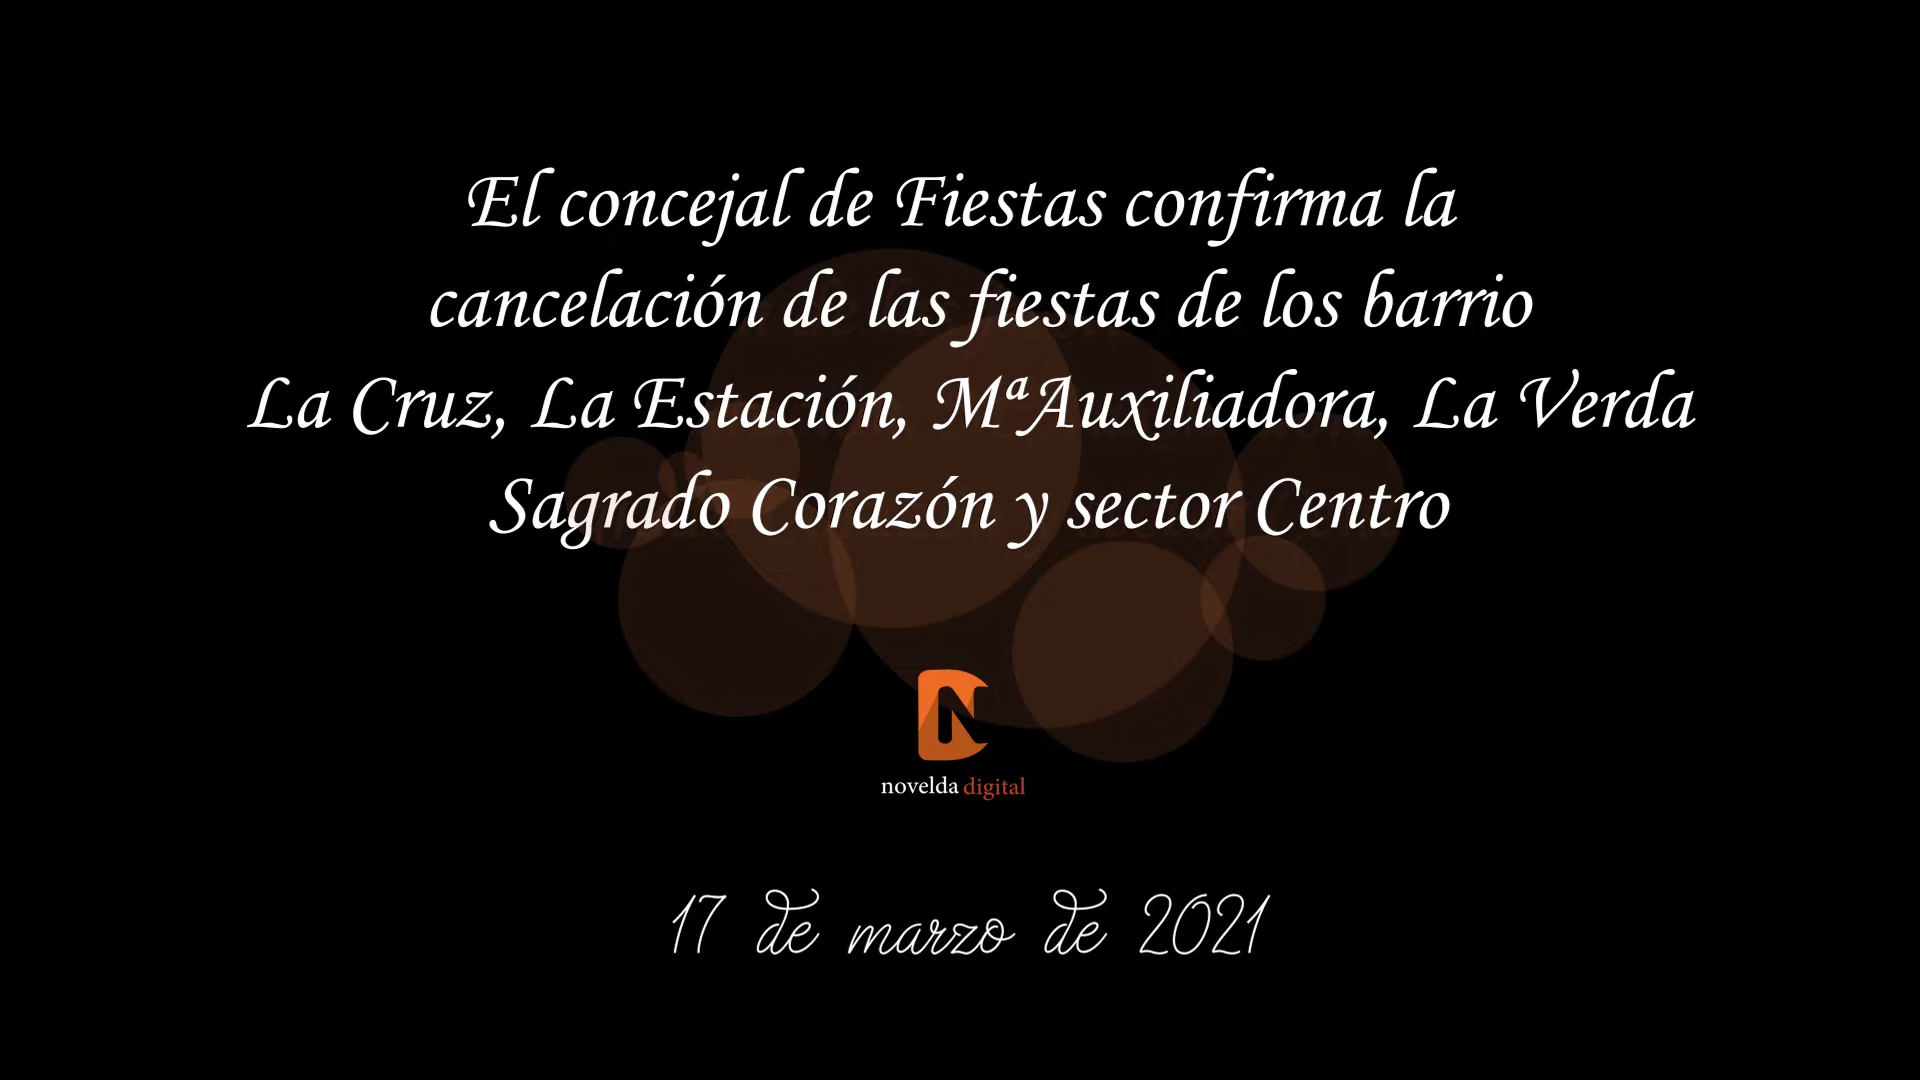 El concejal de Fiestas confirma la
cancelación de las fiestas de los barrio
La Cruz, La Estación, MªAuxiliadora, La Verda
Sagrado Corazón y sector Centro
novelda digital
17 de marzo de 2021